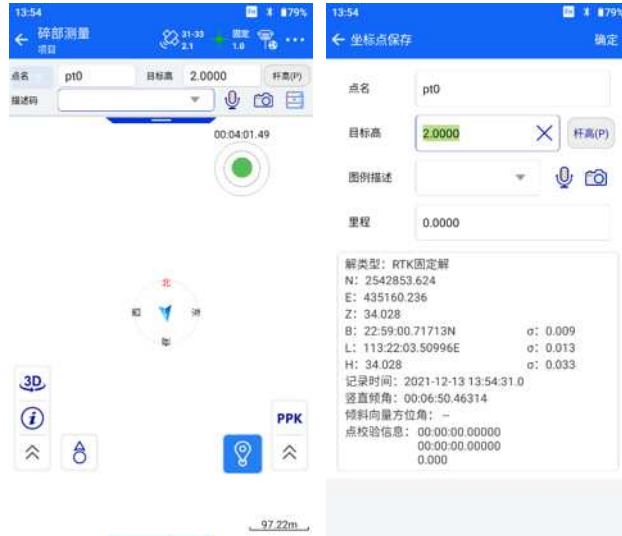 13:54
79%
碎部测量
项目
31-33
2.1
固定
1.0
点名
pt0
目标高
2.0000
杆高(P)
描述码
00:04:01.49
北
东
南
西
3D
PPK
97.22m
13:54
79%
坐标点保存
确定
点名
pt0
目标高
2.0000
杆高(P)
图例描述
里程
0.0000
解类型: RTK固定解
N: 2542853.624
E: 435160.236
Z: 34.028
B: 22:59:00.71713N σ: 0.009
L: 113:22:03.50996E σ: 0.013
H: 34.028 σ: 0.033
记录时间: 2021-12-13 13:54:31.0
竖直倾角: 00:06:50.46314
倾斜向量方位角: --
点校验信息: 00:00:00.00000
00:00:00.00000
0.000